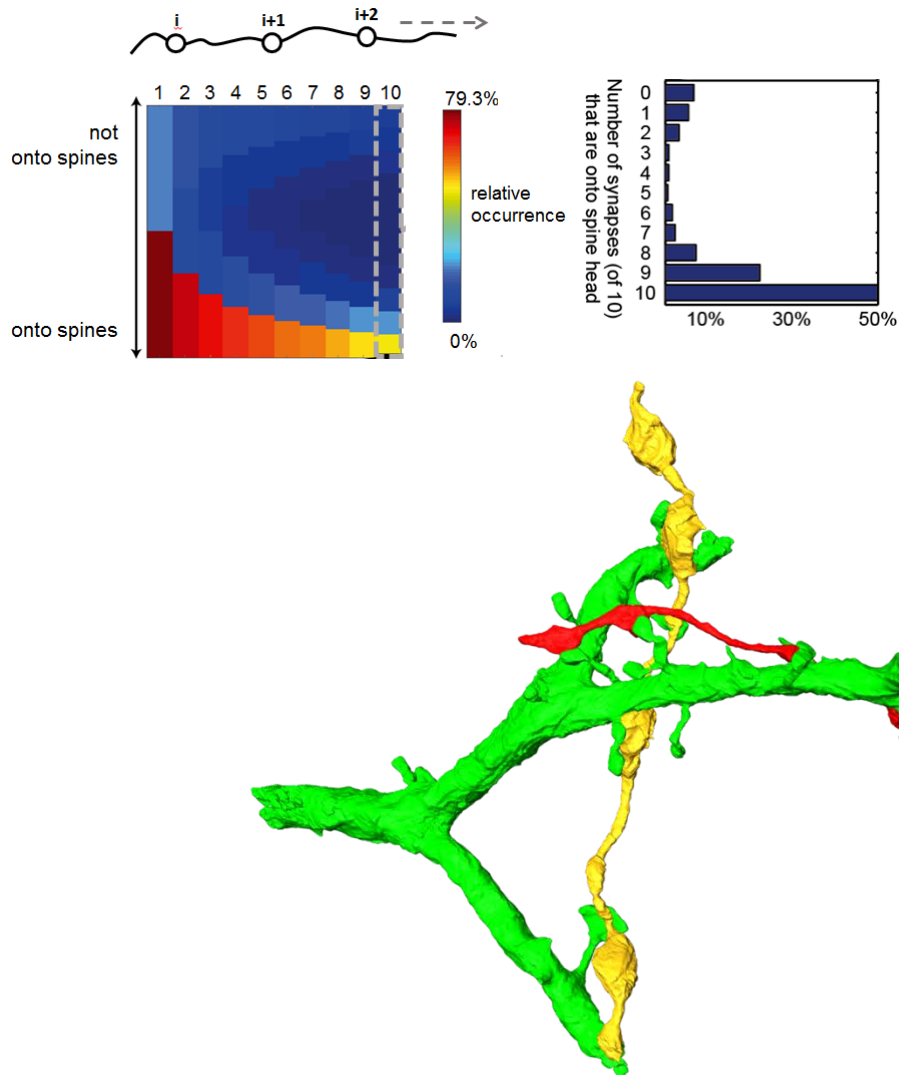 i i+1 i+2
1 2 3 4 5 6 7 8 9 10
not
onto spines
onto spines
79.3%
relative
occurrence
0%
Number of synapses (of 10)
that are onto spine head
0
1
2
3
4
5
6
7
8
9
10
10% 30% 50%